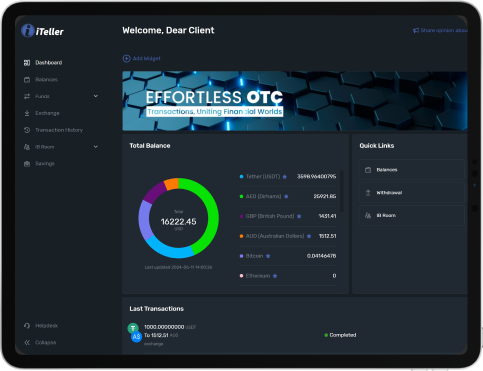 iTeller
Welcome, Dear Client
Share opinion abou
Add Widget
Dashboard
Balances
Funds
Exchange
Transaction History
IB Room
Savings
EFFORTLESS OTC
Transactions, Uniting Financial Worlds
Total Balance
Total
16222.45
USD
Last updated 2024-05-11 14:00:25
Tether (USDT) 3598.96400795
AED (Dirhams) 25921.85
GBP (British Pound) 1431.41
AUD (Australian Dollars) 1512.51
Bitcoin 0.04146478
Ethereum 0
Quick Links
Balances
Withdrawal
IB Room
Last Transactions
1000.00000000 USDT
To 1512.51 AUD
exchange
Completed
Helpdesk
Collapse